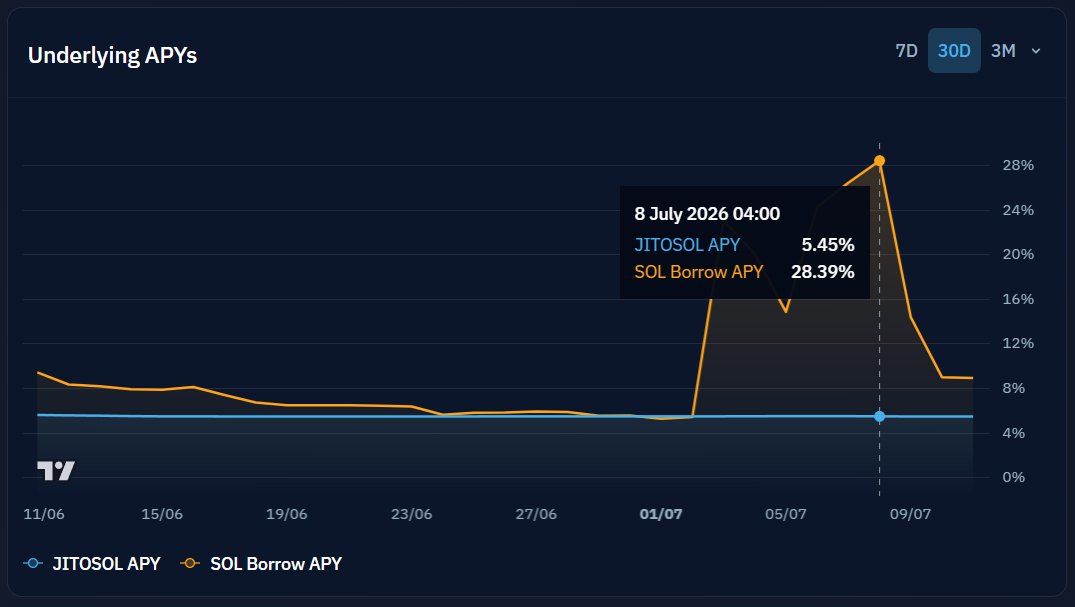 Underlying APYs
7D 30D 3M
28%
8 July 2026 04:00
24%
JITOSOL APY 5.45%
20%
SOL Borrow APY 28.39%
16%
12%
8%
4%
0%
11/06 15/06 19/06 23/06 27/06 01/07 05/07 09/07
JITOSOL APY SOL Borrow APY